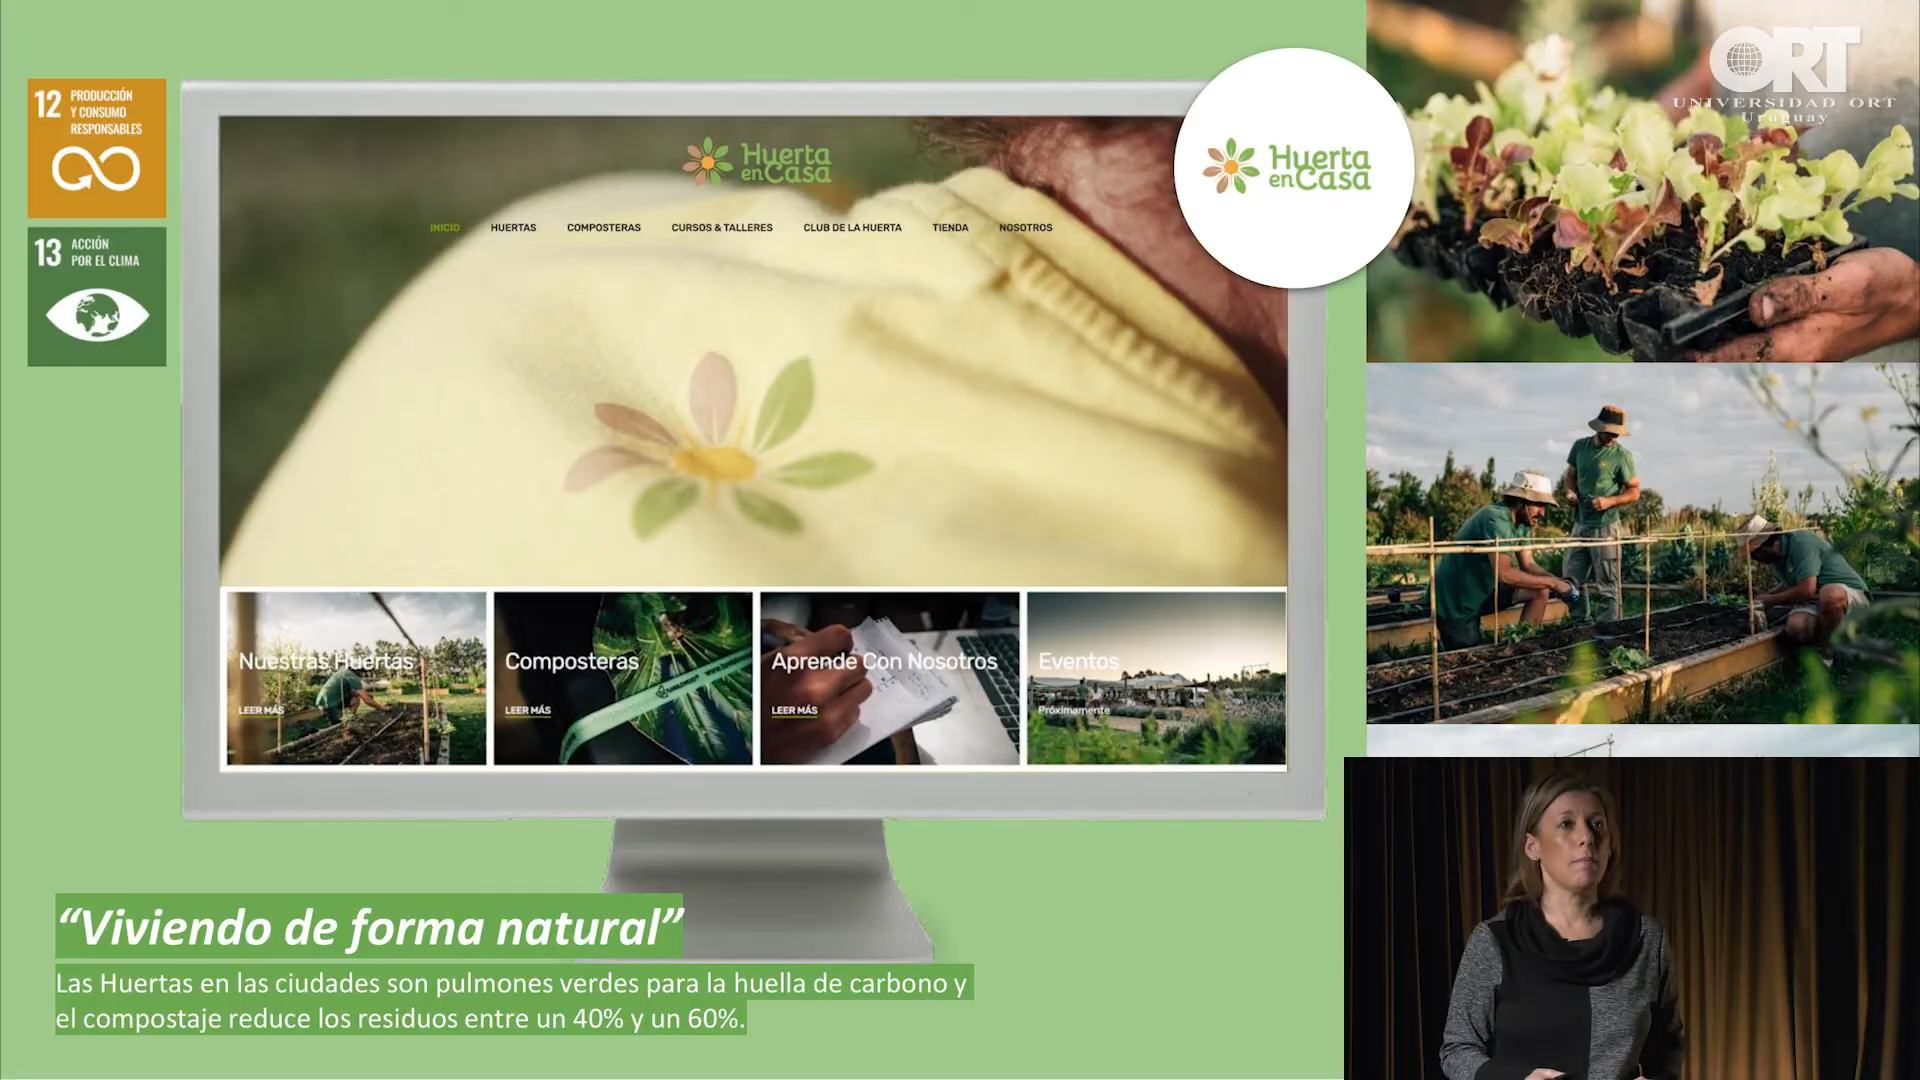 12 PRODUCCIÓN
Y CONSUMO
RESPONSABLES
13 ACCIÓN
POR EL CLIMA
Huerta
en Casa
INICIO HUERTAS COMPOSTERAS CURSOS & TALLERES CLUB DE LA HUERTA TIENDA NOSOTROS
Huerta
en Casa
ORT
UNIVERSIDAD ORT
Uruguay
Nuestras Huertas
LEER MÁS
Composteras
LEER MÁS
Aprende Con Nosotros
LEER MÁS
Eventos
Próximamente
“Viviendo de forma natural”
Las Huertas en las ciudades son pulmones verdes para la huella de carbono y
el compostaje reduce los residuos entre un 40% y un 60%.